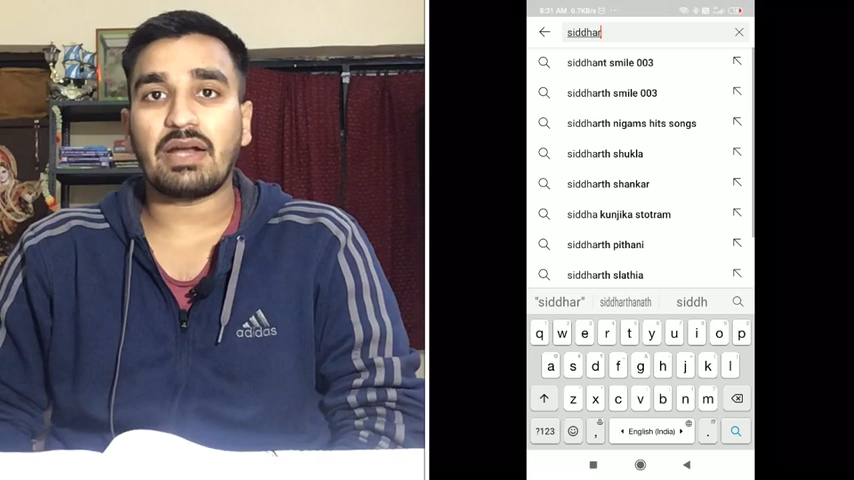 adidas
8:31 AM 0.7KB/s
siddhar
siddhant smile 003
siddharth smile 003
siddharth nigams hits songs
siddharth shukla
siddharth shankar
siddha kunjika stotram
siddharth pithani
siddharth slathia
"siddhar" siddharthanath siddh
q w e r t y u i o p
a s d f g h j k l
z x c v b n m
?123 , English (India) .